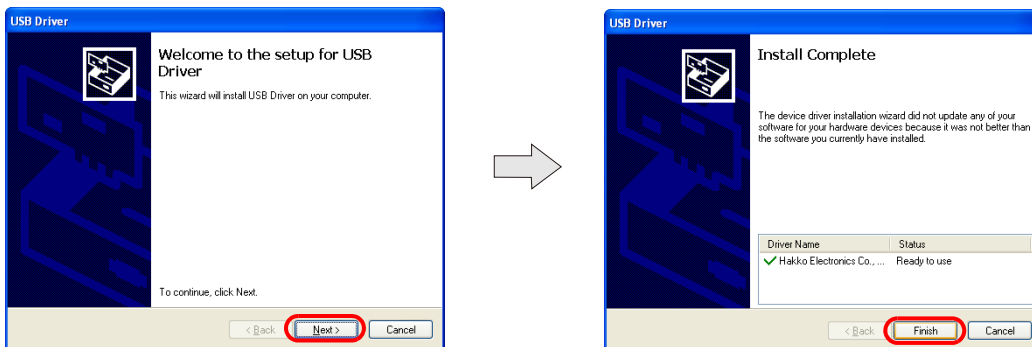 USB Driver
Welcome to the setup for USB
Driver
This wizard will install USB Driver on your computer.
To continue, click Next.
< Back
Next >
Cancel
USB Driver
Install Complete
The device driver installation wizard did not update any of your
software for your hardware devices because it was not better than
the software you currently have installed.
Driver Name Status
Hakko Electronics Co., ... Ready to use
< Back
Finish
Cancel